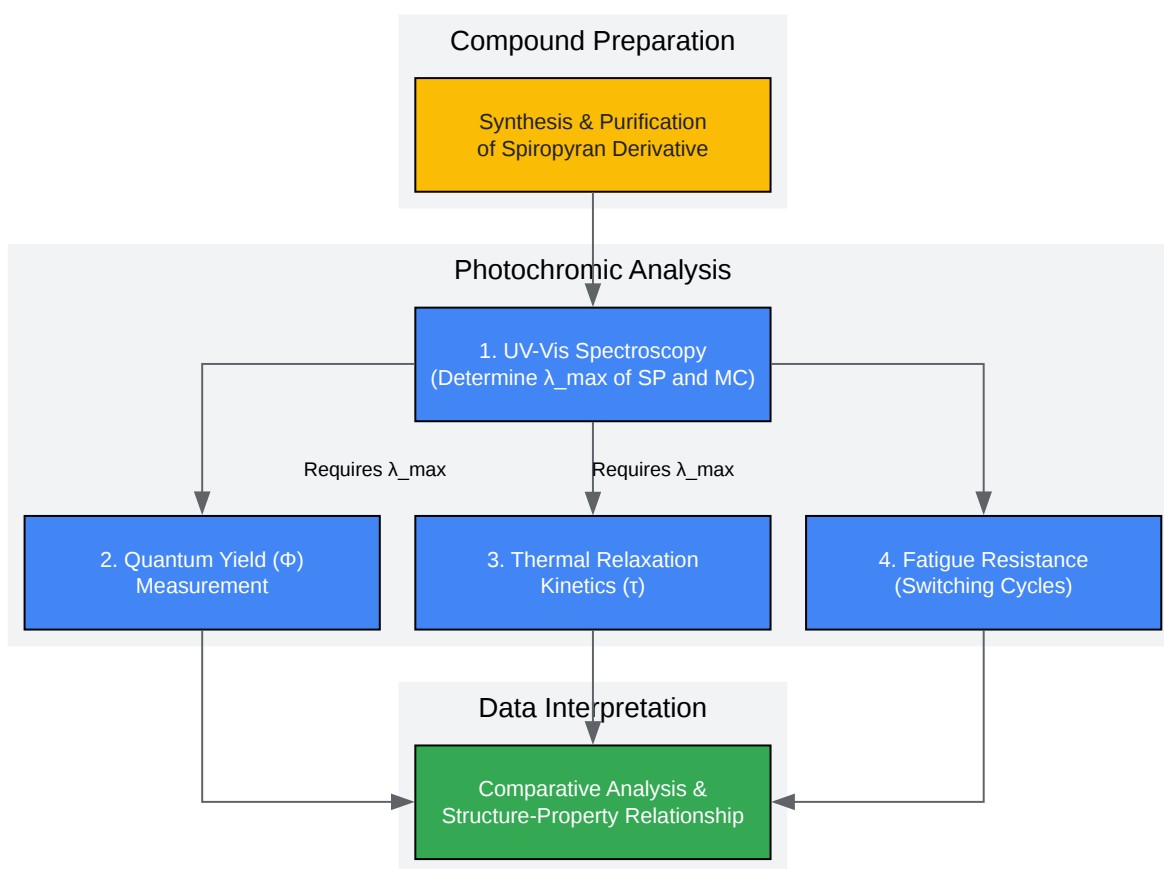 Compound Preparation
Synthesis & Purification
of Spiropyran Derivative
Photochromic Analysis
1. UV-Vis Spectroscopy
(Determine λ_max of SP and MC)
Requires λ_max
Requires λ_max
2. Quantum Yield (Φ)
Measurement
3. Thermal Relaxation
Kinetics (τ)
4. Fatigue Resistance
(Switching Cycles)
Data Interpretation
Comparative Analysis &
Structure-Property Relationship